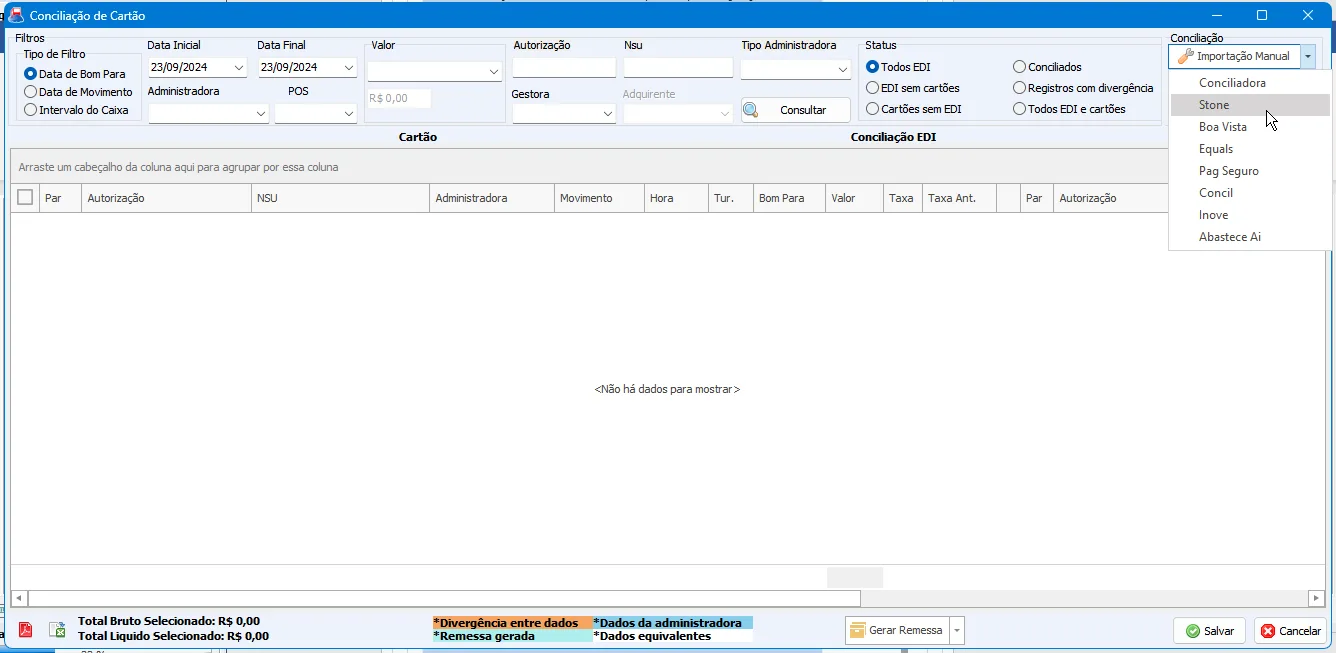 Conciliação de Cartão
Filtros
Tipo de Filtro
Data de Bom Para
Data de Movimento
Intervalo do Caixa
Data Inicial
23/09/2024
Data Final
23/09/2024
Administradora
POS
Valor
R$ 0,00
Autorização
Nsu
Gestora
Adquirente
Tipo Administradora
Consultar
Status
Todos EDI
EDI sem cartões
Cartões sem EDI
Conciliados
Registros com divergência
Todos EDI e cartões
Conciliação
Importação Manual
Conciliadora
Stone
Boa Vista
Equals
Pag Seguro
Concil
Inove
Abastece Ai
Cartão
Conciliação EDI
Arraste um cabeçalho da coluna aqui para agrupar por essa coluna
Par
Autorização
NSU
Administradora
Movimento
Hora
Tur.
Bom Para
Valor
Taxa
Taxa Ant.
Par
Autorização
<Não há dados para mostrar>
Total Bruto Selecionado: R$ 0,00
Total Liquido Selecionado: R$ 0,00
*Divergência entre dados
*Dados da administradora
*Remessa gerada
*Dados equivalentes
Gerar Remessa
Salvar
Cancelar